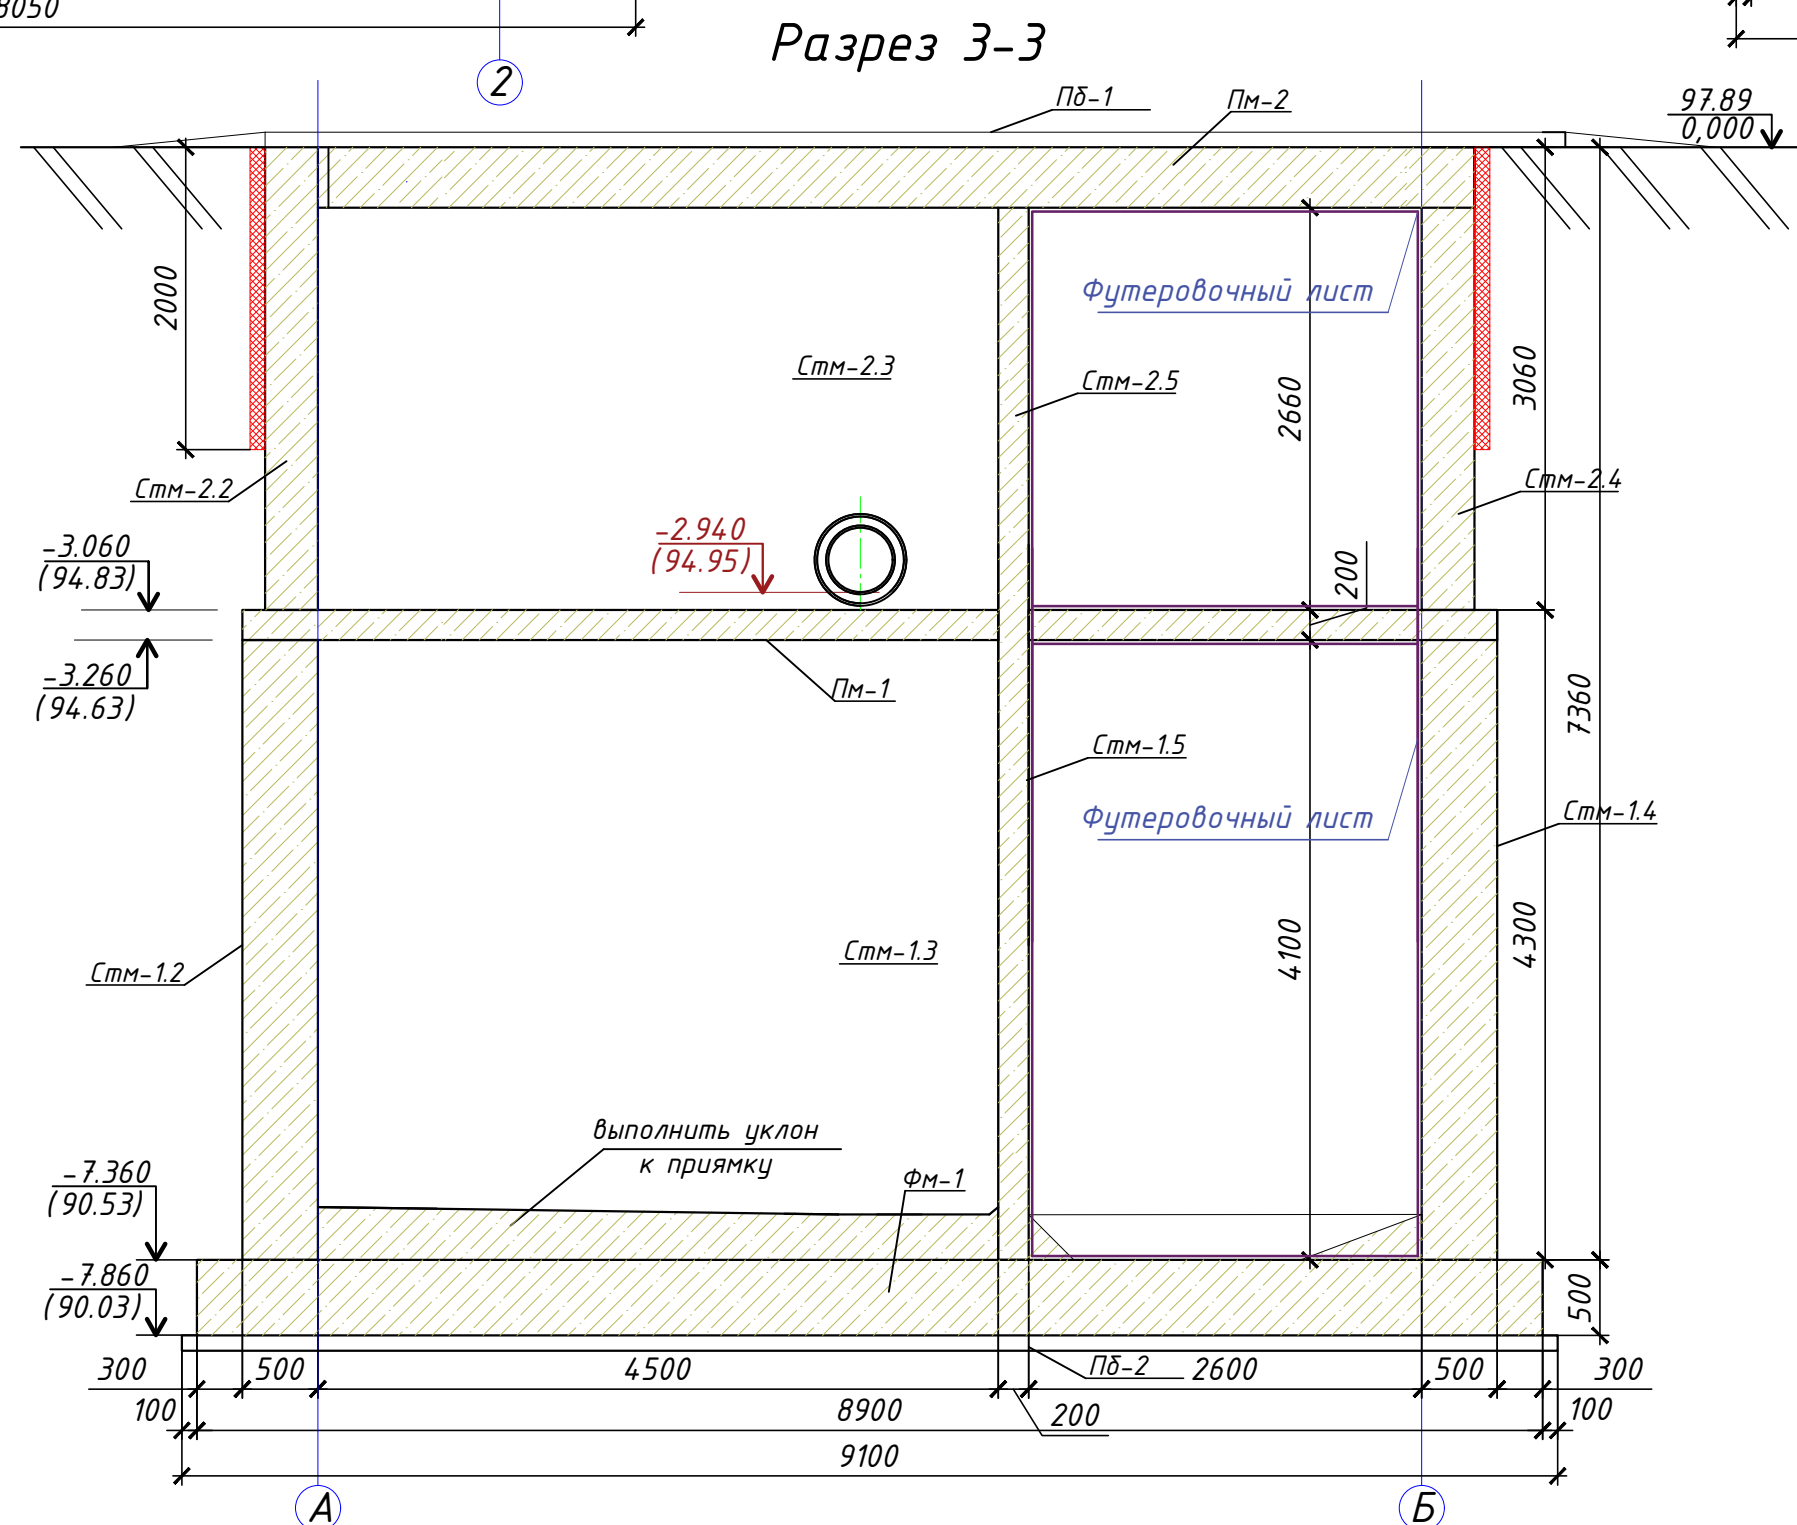 8050
2
Разрез 3-3
Пб-1
Пм-2
97.89
0,000
2000
Футеровочный лист
Стм-2.3
Стм-2.5
2660
3060
Стм-2.2
Стм-2.4
-2.940
(94.95)
-3.060
(94.83)
200
-3.260
(94.63)
Пм-1
7360
Стм-1.5
Футеровочный лист
Стм-1.4
Стм-1.3
4100
4300
Стм-1.2
выполнить уклон
к приямку
Фм-1
-7.360
(90.53)
-7.860
(90.03)
500
300
500
4500
Пб-2
2600
500
300
100
8900
200
100
9100
А
Б